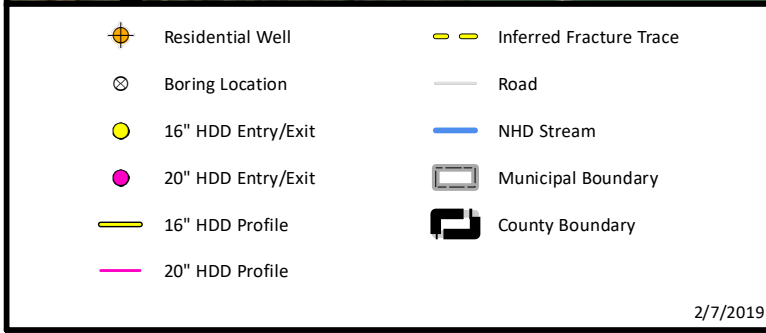 Residential Well
Boring Location
16" HDD Entry/Exit
20" HDD Entry/Exit
16" HDD Profile
20" HDD Profile
Inferred Fracture Trace
Road
NHD Stream
Municipal Boundary
County Boundary
2/7/2019